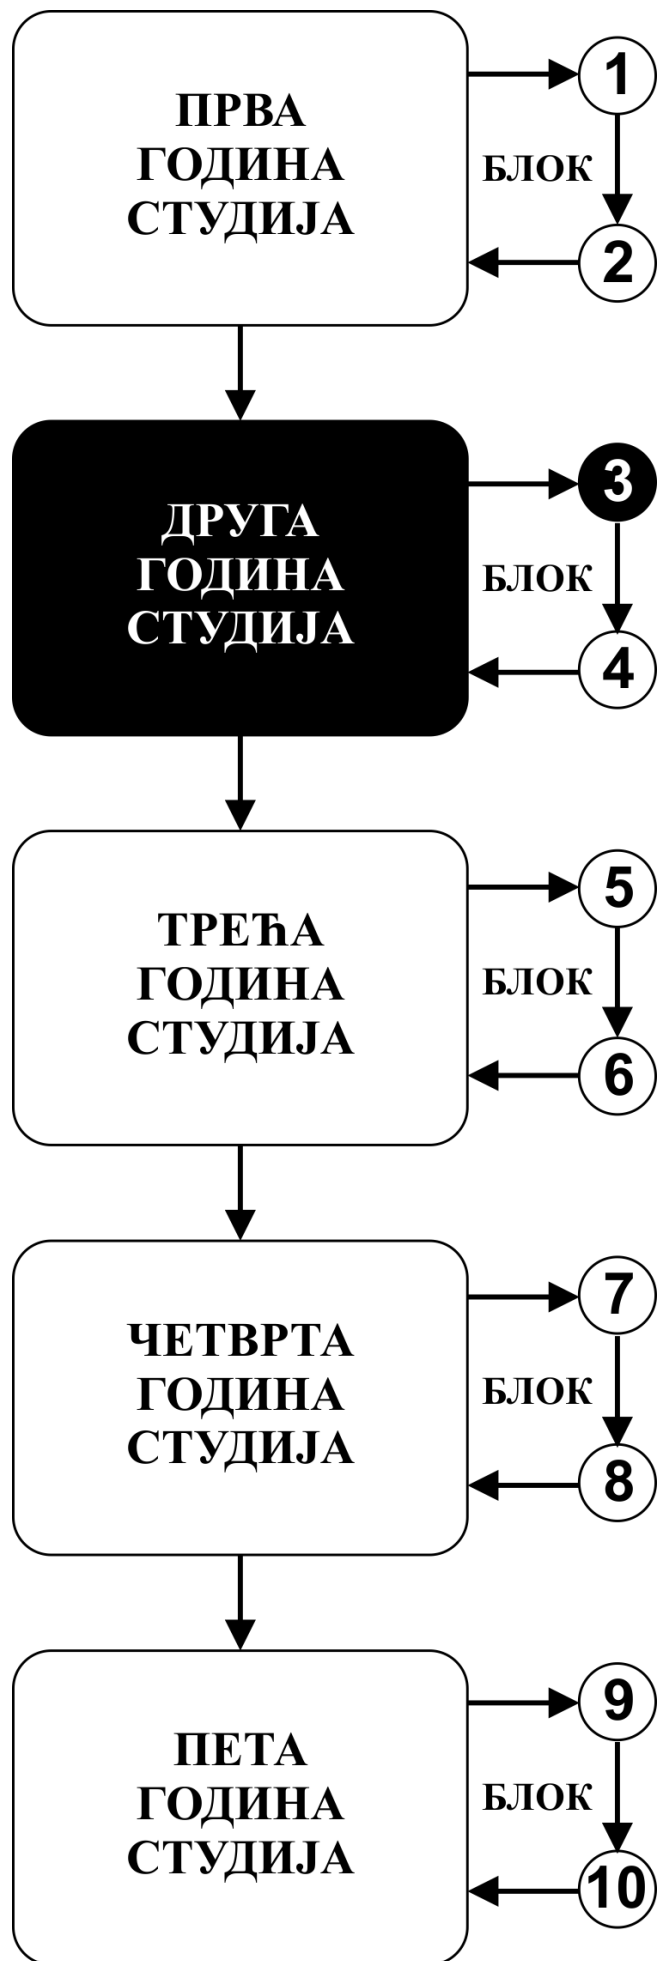 ПРВА
ГОДИНА
СТУДИЈА
1
БЛОК
2
ДРУГА
ГОДИНА
СТУДИЈА
3
БЛОК
4
ТРЕЋА
ГОДИНА
СТУДИЈА
5
БЛОК
6
ЧЕТВРТА
ГОДИНА
СТУДИЈА
7
БЛОК
8
ПЕТА
ГОДИНА
СТУДИЈА
9
БЛОК
10